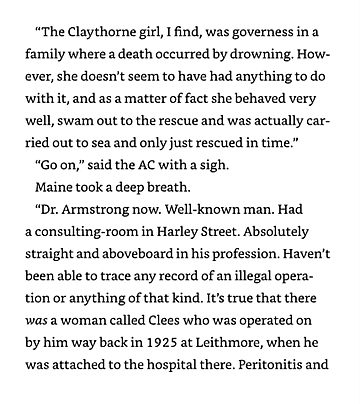 “The Claythorne girl, I find, was governess in a
family where a death occurred by drowning. How-
ever, she doesn’t seem to have had anything to do
with it, and as a matter of fact she behaved very
well, swam out to the rescue and was actually car-
ried out to sea and only just rescued in time.”
“Go on,” said the AC with a sigh.
Maine took a deep breath.
“Dr. Armstrong now. Well-known man. Had
a consulting-room in Harley Street. Absolutely
straight and aboveboard in his profession. Haven’t
been able to trace any record of an illegal opera-
tion or anything of that kind. It’s true that there
was a woman called Clees who was operated on
by him way back in 1925 at Leithmore, when he
was attached to the hospital there. Peritonitis and